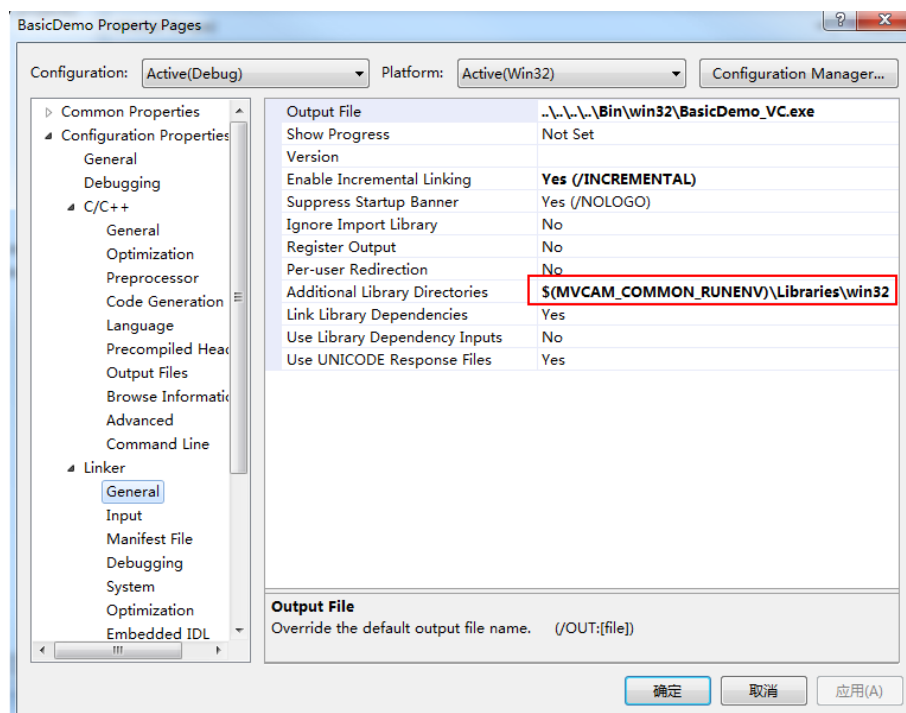 BasicDemo Property Pages
Configuration: Active(Debug) Platform: Active(Win32) Configuration Manager...
Common Properties
Configuration Properties
General
Debugging
C/C++
General
Optimization
Preprocessor
Code Generation
Language
Precompiled Head
Output Files
Browse Informatic
Advanced
Command Line
Linker
General
Input
Manifest File
Debugging
System
Optimization
Embedded IDL
Output File ..\..\..\..\Bin\win32\BasicDemo_VC.exe
Show Progress Not Set
Version
Enable Incremental Linking Yes (/INCREMENTAL)
Suppress Startup Banner Yes (/NOLOGO)
Ignore Import Library No
Register Output No
Per-user Redirection No
Additional Library Directories $(MVCAM_COMMON_RUNENV)\Libraries\win32
Link Library Dependencies Yes
Use Library Dependency Inputs No
Use UNICODE Response Files Yes
Output File
Override the default output file name. (/OUT:[file])
确定 取消 应用(A)